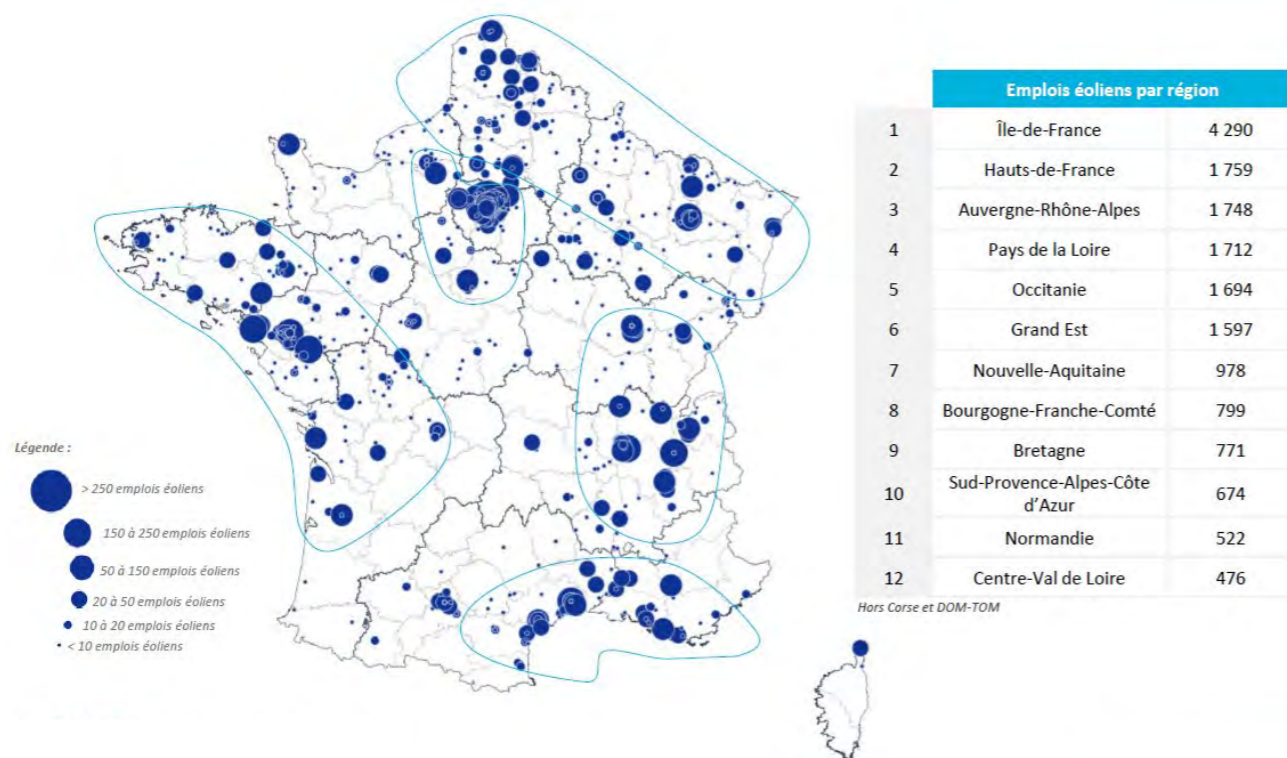 Emplois éoliens par région
1 Île-de-France 4 290
2 Hauts-de-France 1 759
3 Auvergne-Rhône-Alpes 1 748
4 Pays de la Loire 1 712
5 Occitanie 1 694
6 Grand Est 1 597
7 Nouvelle-Aquitaine 978
8 Bourgogne-Franche-Comté 799
9 Bretagne 771
10 Sud-Provence-Alpes-Côte
d'Azur 674
11 Normandie 522
12 Centre-Val de Loire 476
Hors Corse et DOM-TOM
Légende :
> 250 emplois éoliens
150 à 250 emplois éoliens
50 à 150 emplois éoliens
20 à 50 emplois éoliens
10 à 20 emplois éoliens
< 10 emplois éoliens